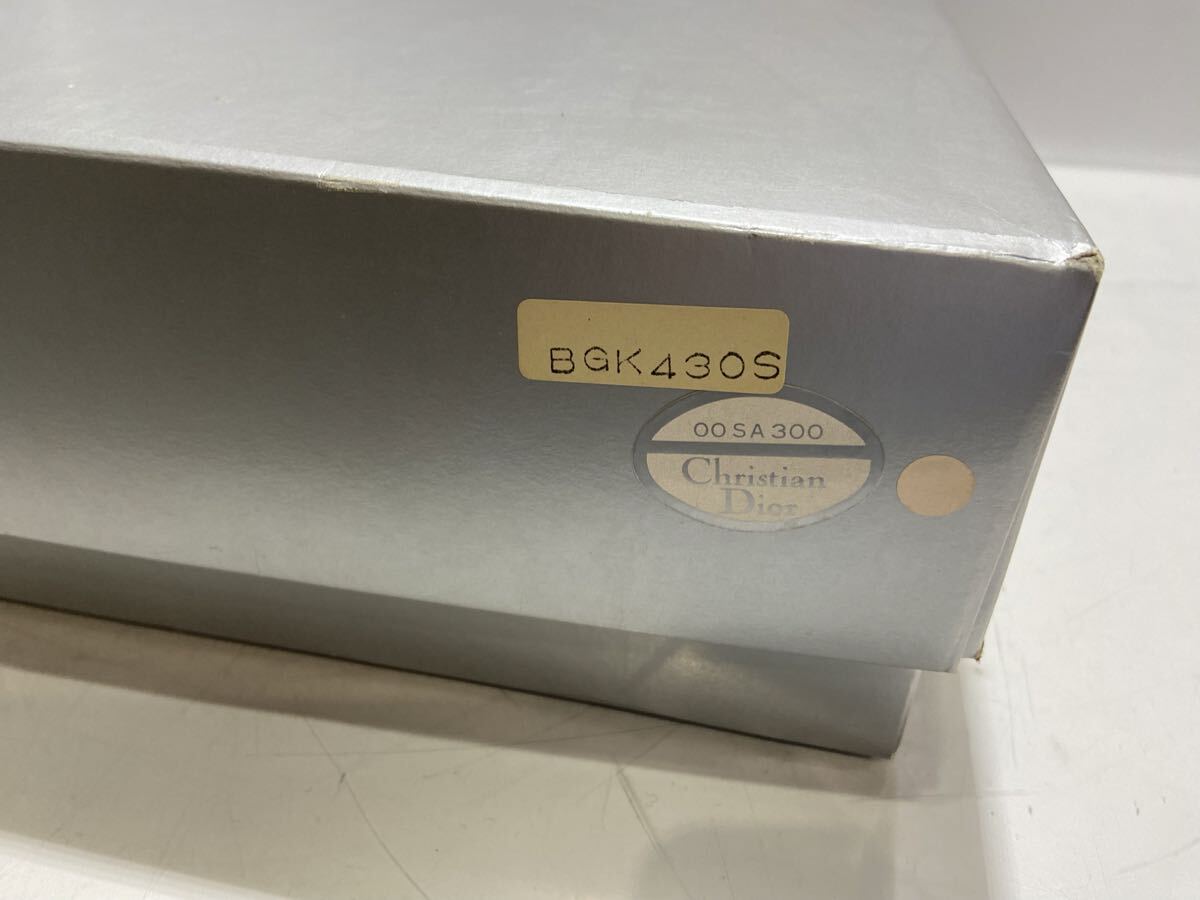 BGK430S
00SA300
Christian
Dior